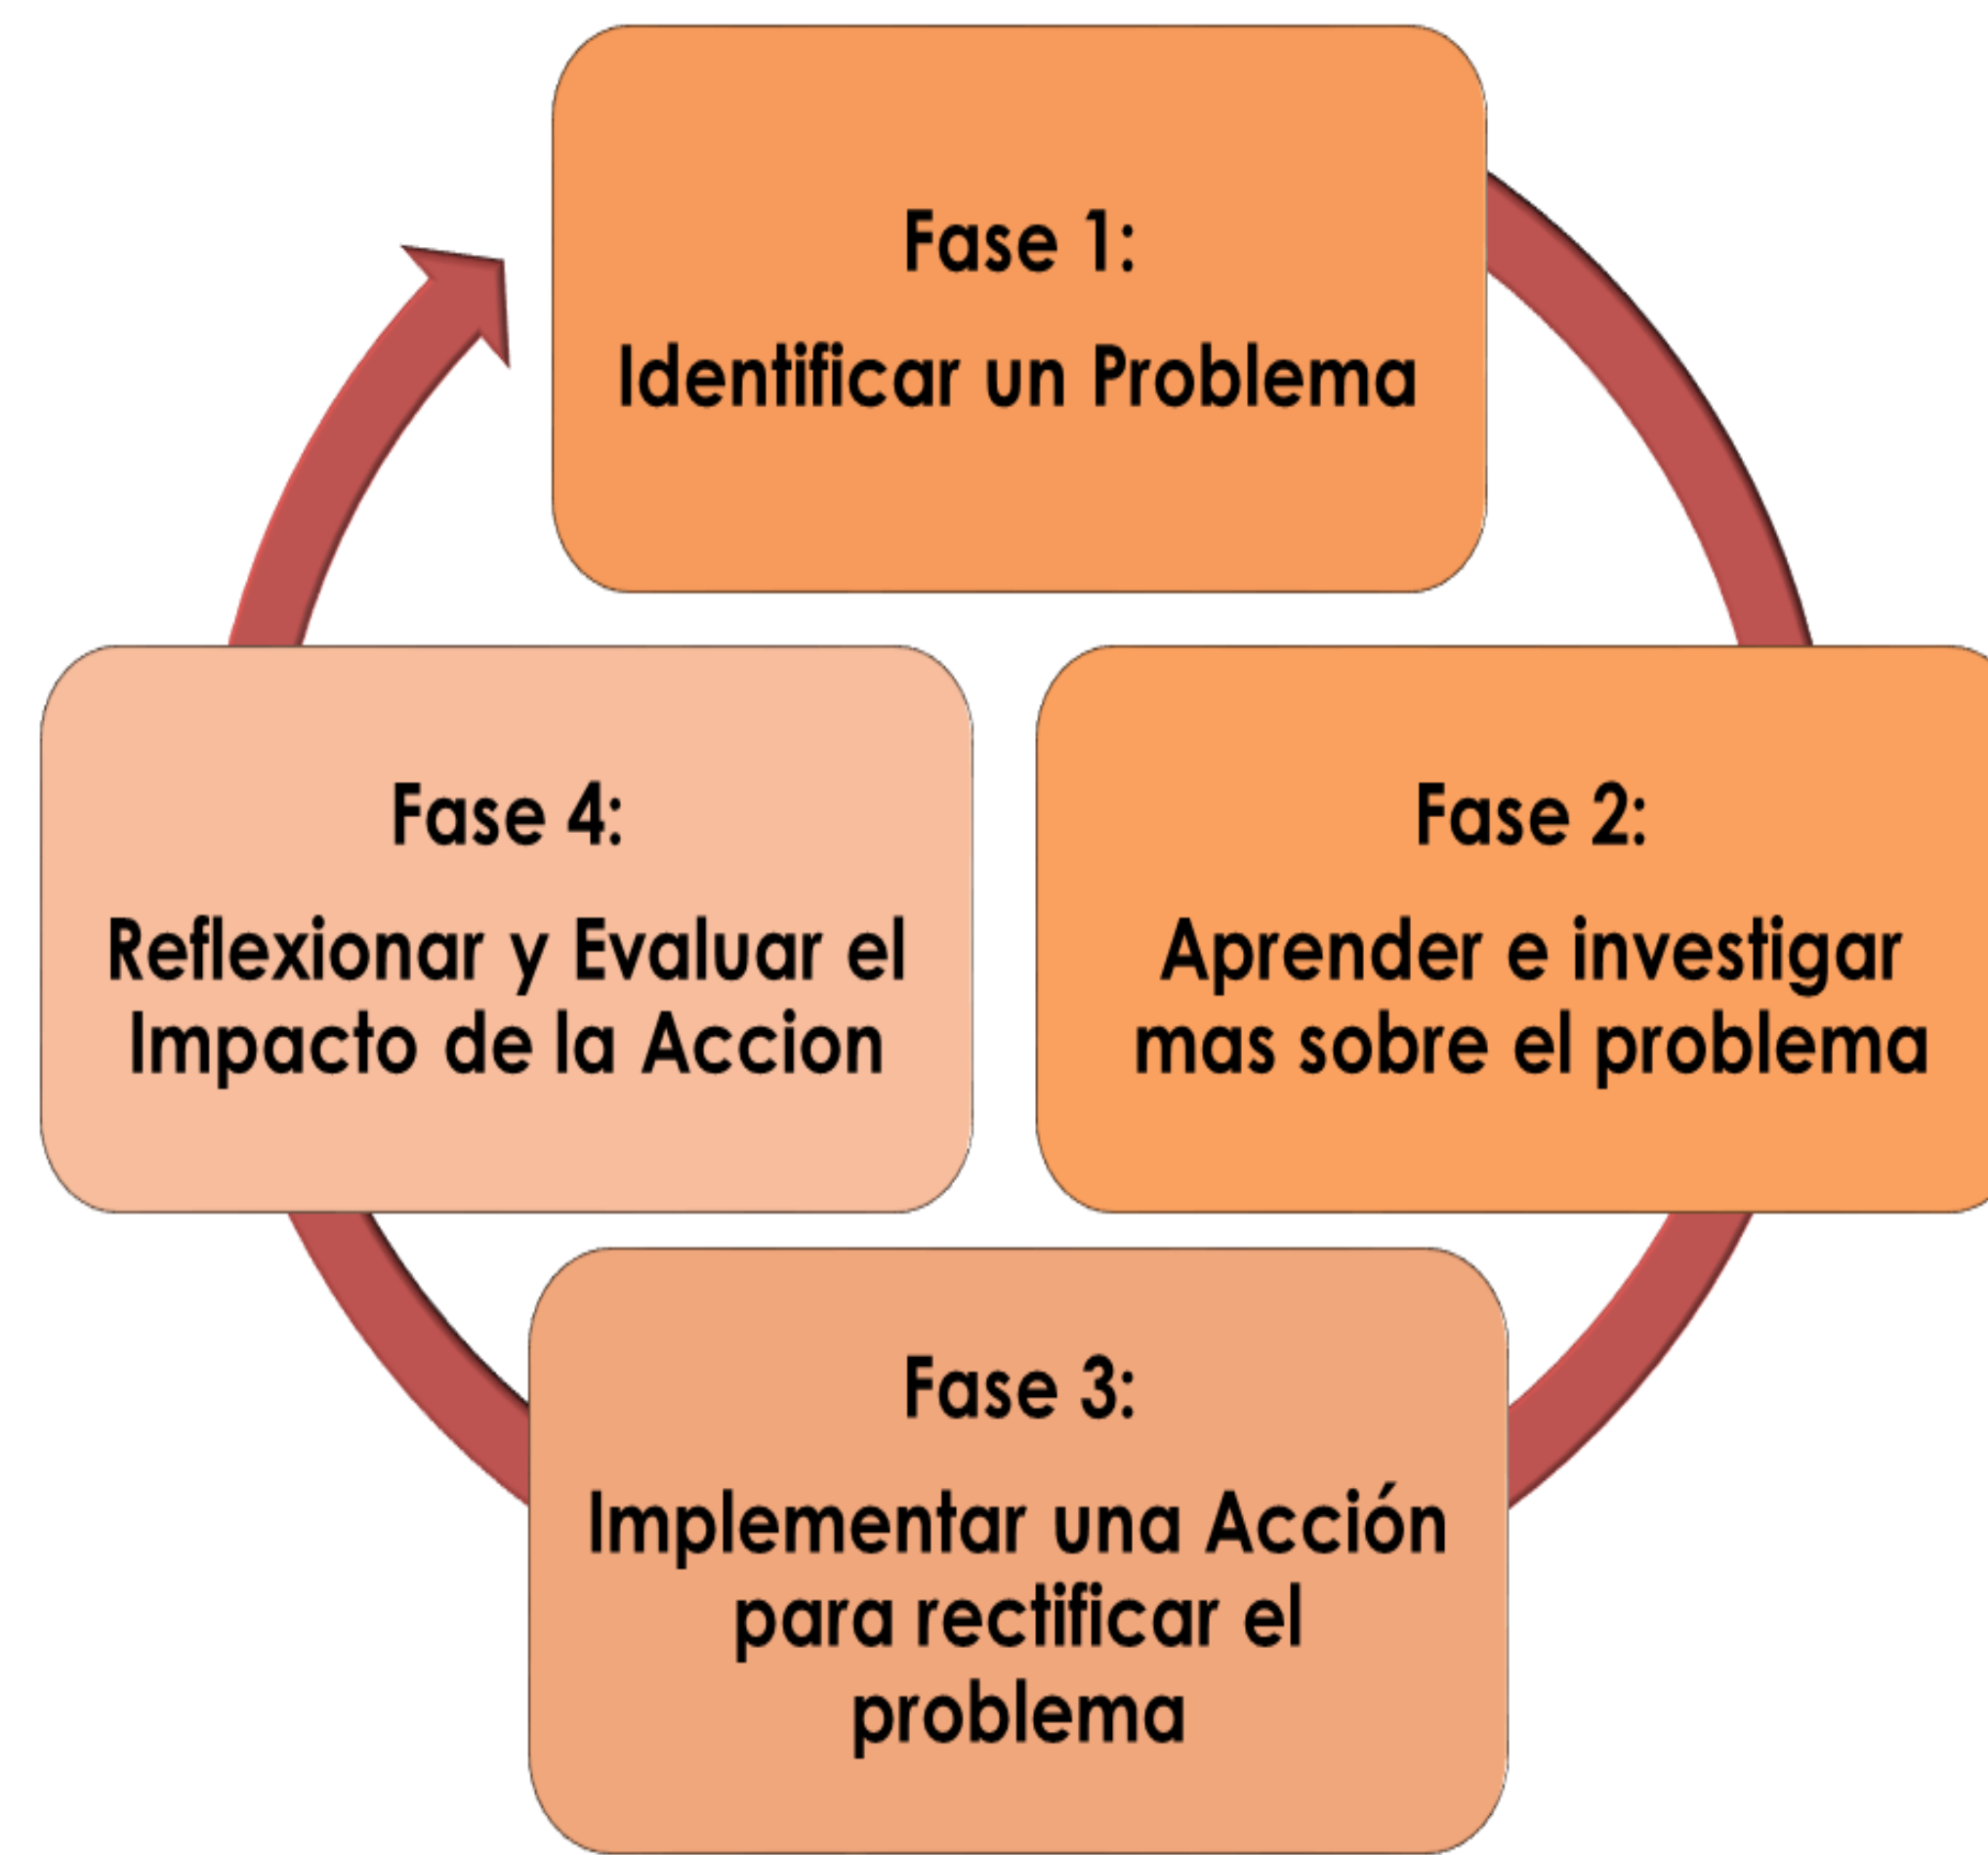 Fase 1:
Identificar un Problema
Fase 2:
Aprender e investigar
mas sobre el problema
Fase 3:
Implementar una Acción
para rectificar el
problema
Fase 4:
Reflexionar y Evaluar el
Impacto de la Accion